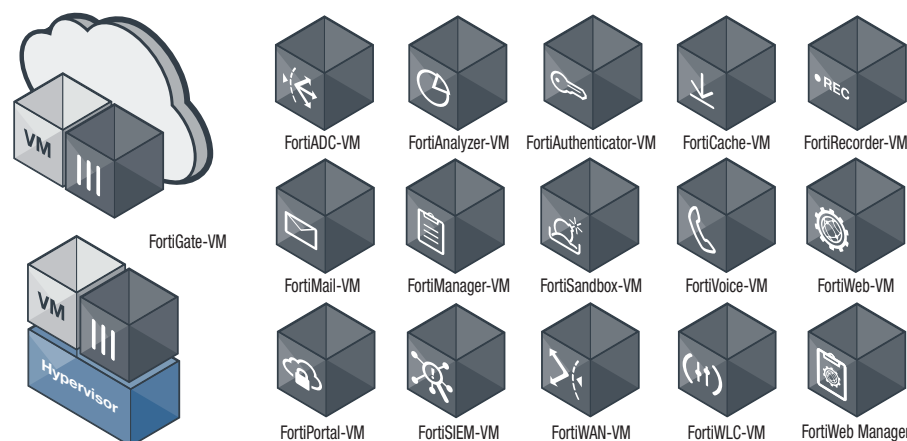 VM
FortiGate-VM
VM
Hypervisor
REC
FortiADC-VM FortiAnalyzer-VM FortiAuthenticator-VM FortiCache-VM FortiRecorder-VM
FortiMail-VM FortiManager-VM FortiSandbox-VM FortiVoice-VM FortiWeb-VM
FortiPortal-VM FortiSIEM-VM FortiWAN-VM FortiWLC-VM FortiWeb Manager